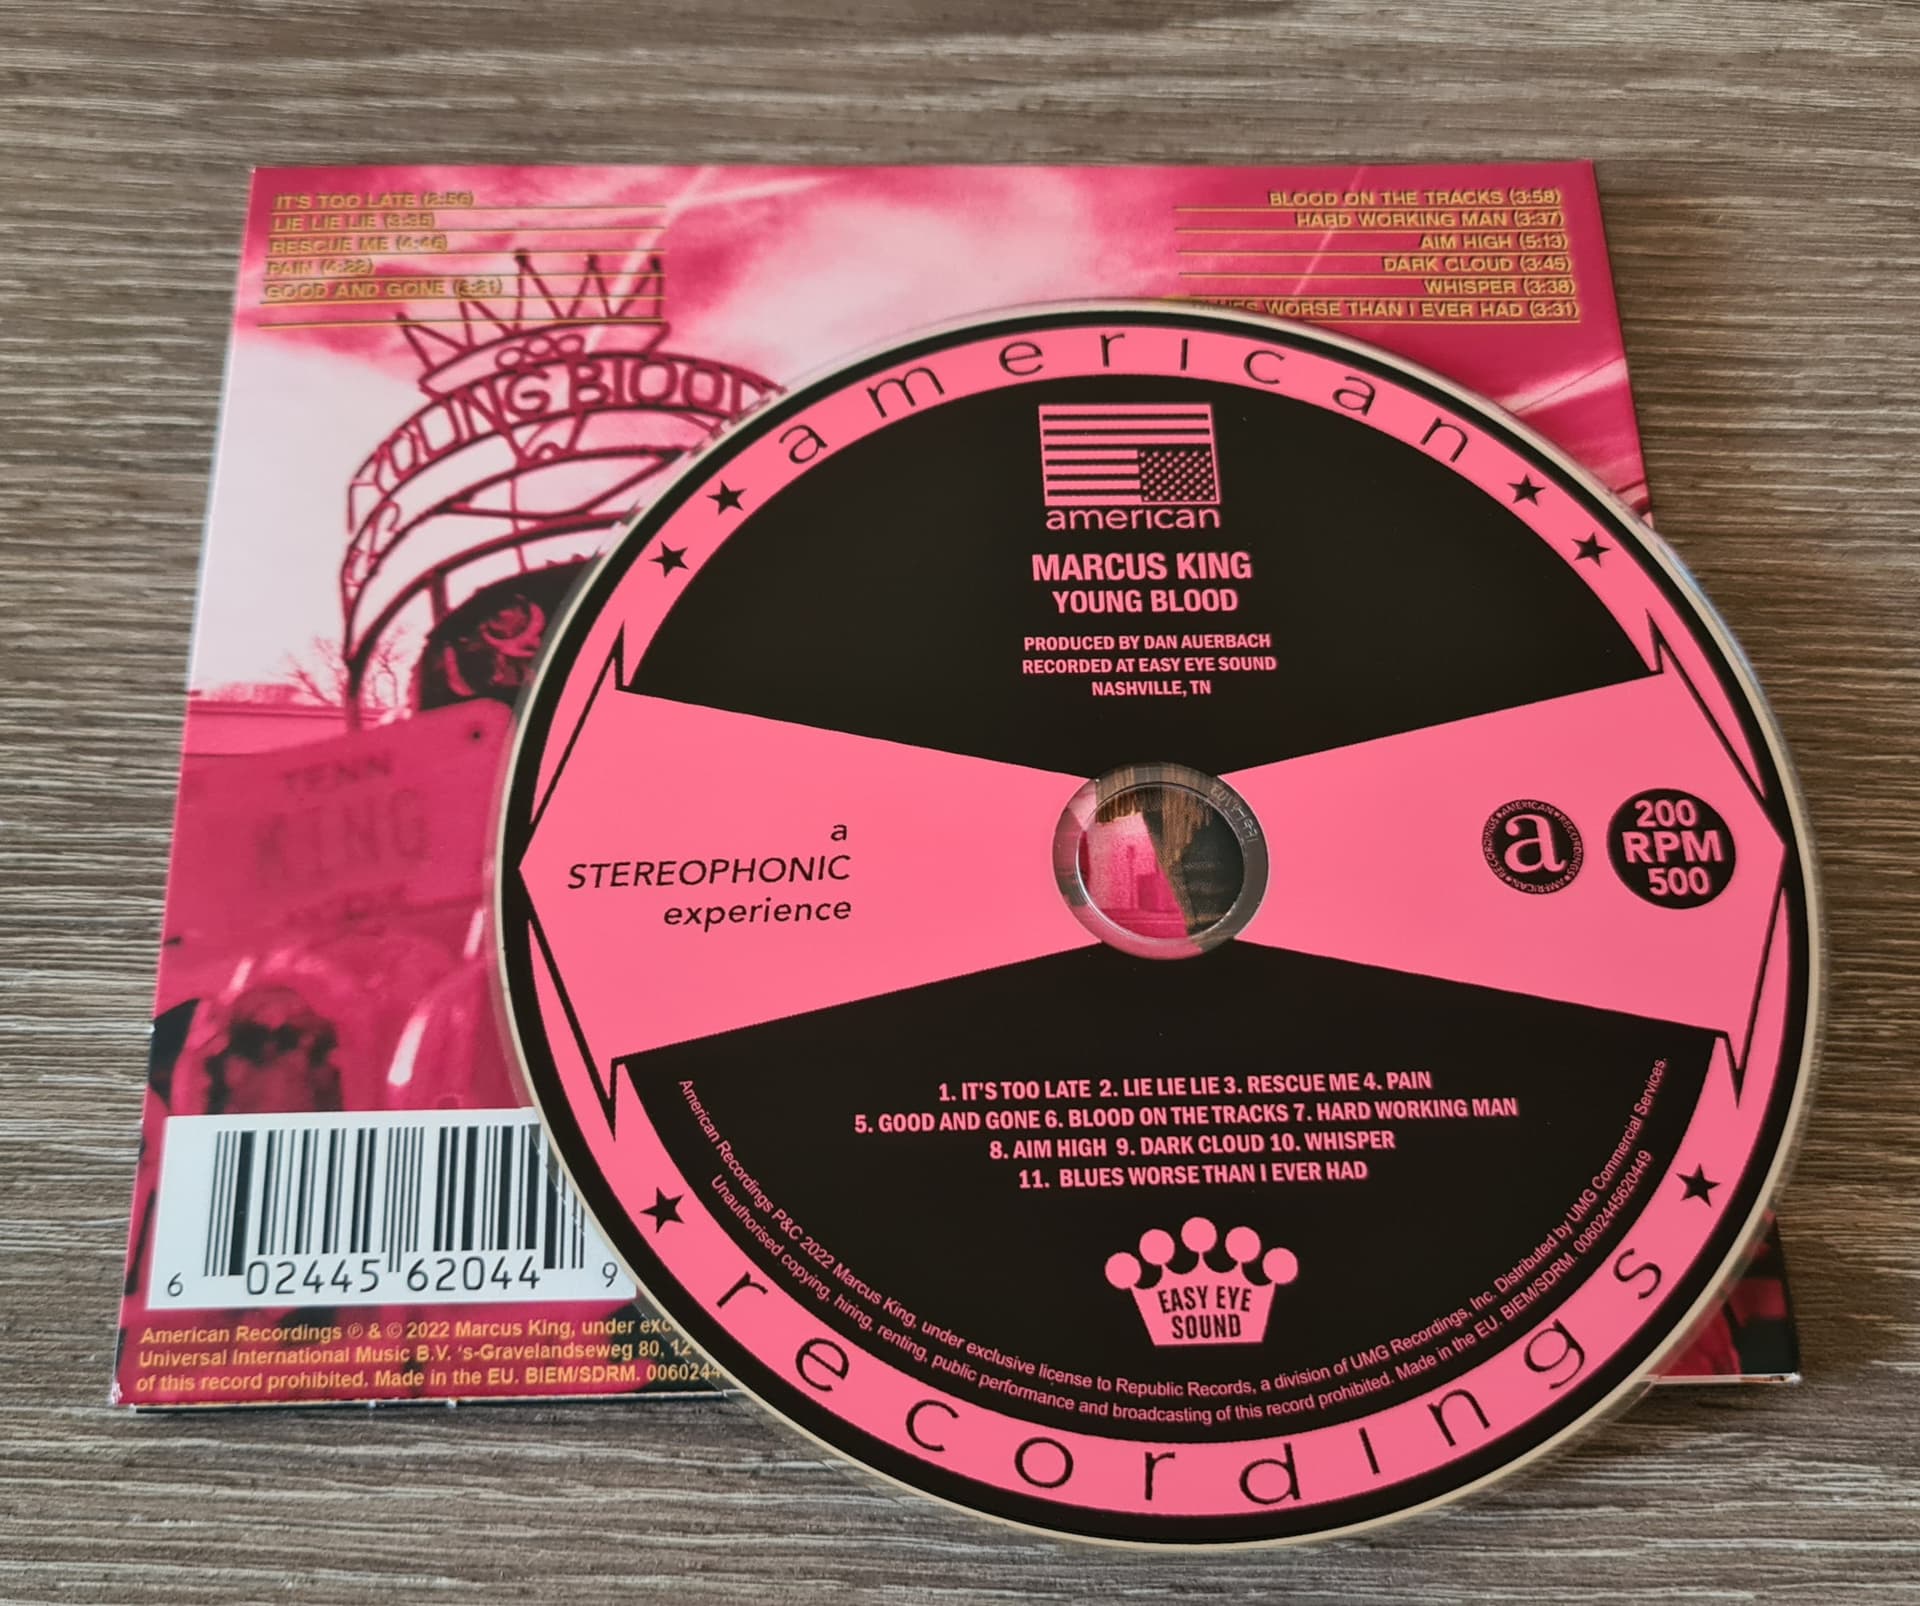 IT'S TOO LATE (2:56)
LIE LIE LIE (3:35)
RESCUE ME (4:46)
PAIN (4:22)
GOOD AND GONE (3:21)
BLOOD ON THE TRACKS (3:58)
HARD WORKING MAN (3:37)
AIM HIGH (5:13)
DARK CLOUD (3:45)
WHISPER (3:38)
BLUES WORSE THAN I EVER HAD (3:31)
YOUNG BLOOD
TENN
KING
american
american
MARCUS KING
YOUNG BLOOD
PRODUCED BY DAN AUERBACH
RECORDED AT EASY EYE SOUND
NASHVILLE, TN
a
STEREOPHONIC
experience
a
AMERICAN RECORDINGS AMERICAN RECORDINGS
200
RPM
500
1. IT'S TOO LATE 2. LIE LIE LIE 3. RESCUE ME 4. PAIN
5. GOOD AND GONE 6. BLOOD ON THE TRACKS 7. HARD WORKING MAN
8. AIM HIGH 9. DARK CLOUD 10. WHISPER
11. BLUES WORSE THAN I EVER HAD
EASY EYE
SOUND
American Recordings P&C 2022 Marcus King, under exclusive license to Republic Records, a division of UMG Recordings, Inc. Distributed by UMG Commercial Services.
Unauthorised copying, hiring, renting, public performance and broadcasting of this record prohibited. Made in the EU. BIEM/SDRM. 00602445620449
recordings
6 02445 62044 9
American Recordings ℗ & © 2022 Marcus King, under exc
Universal International Music B.V. 's-Gravelandseweg 80, 12
of this record prohibited. Made in the EU. BIEM/SDRM. 006024